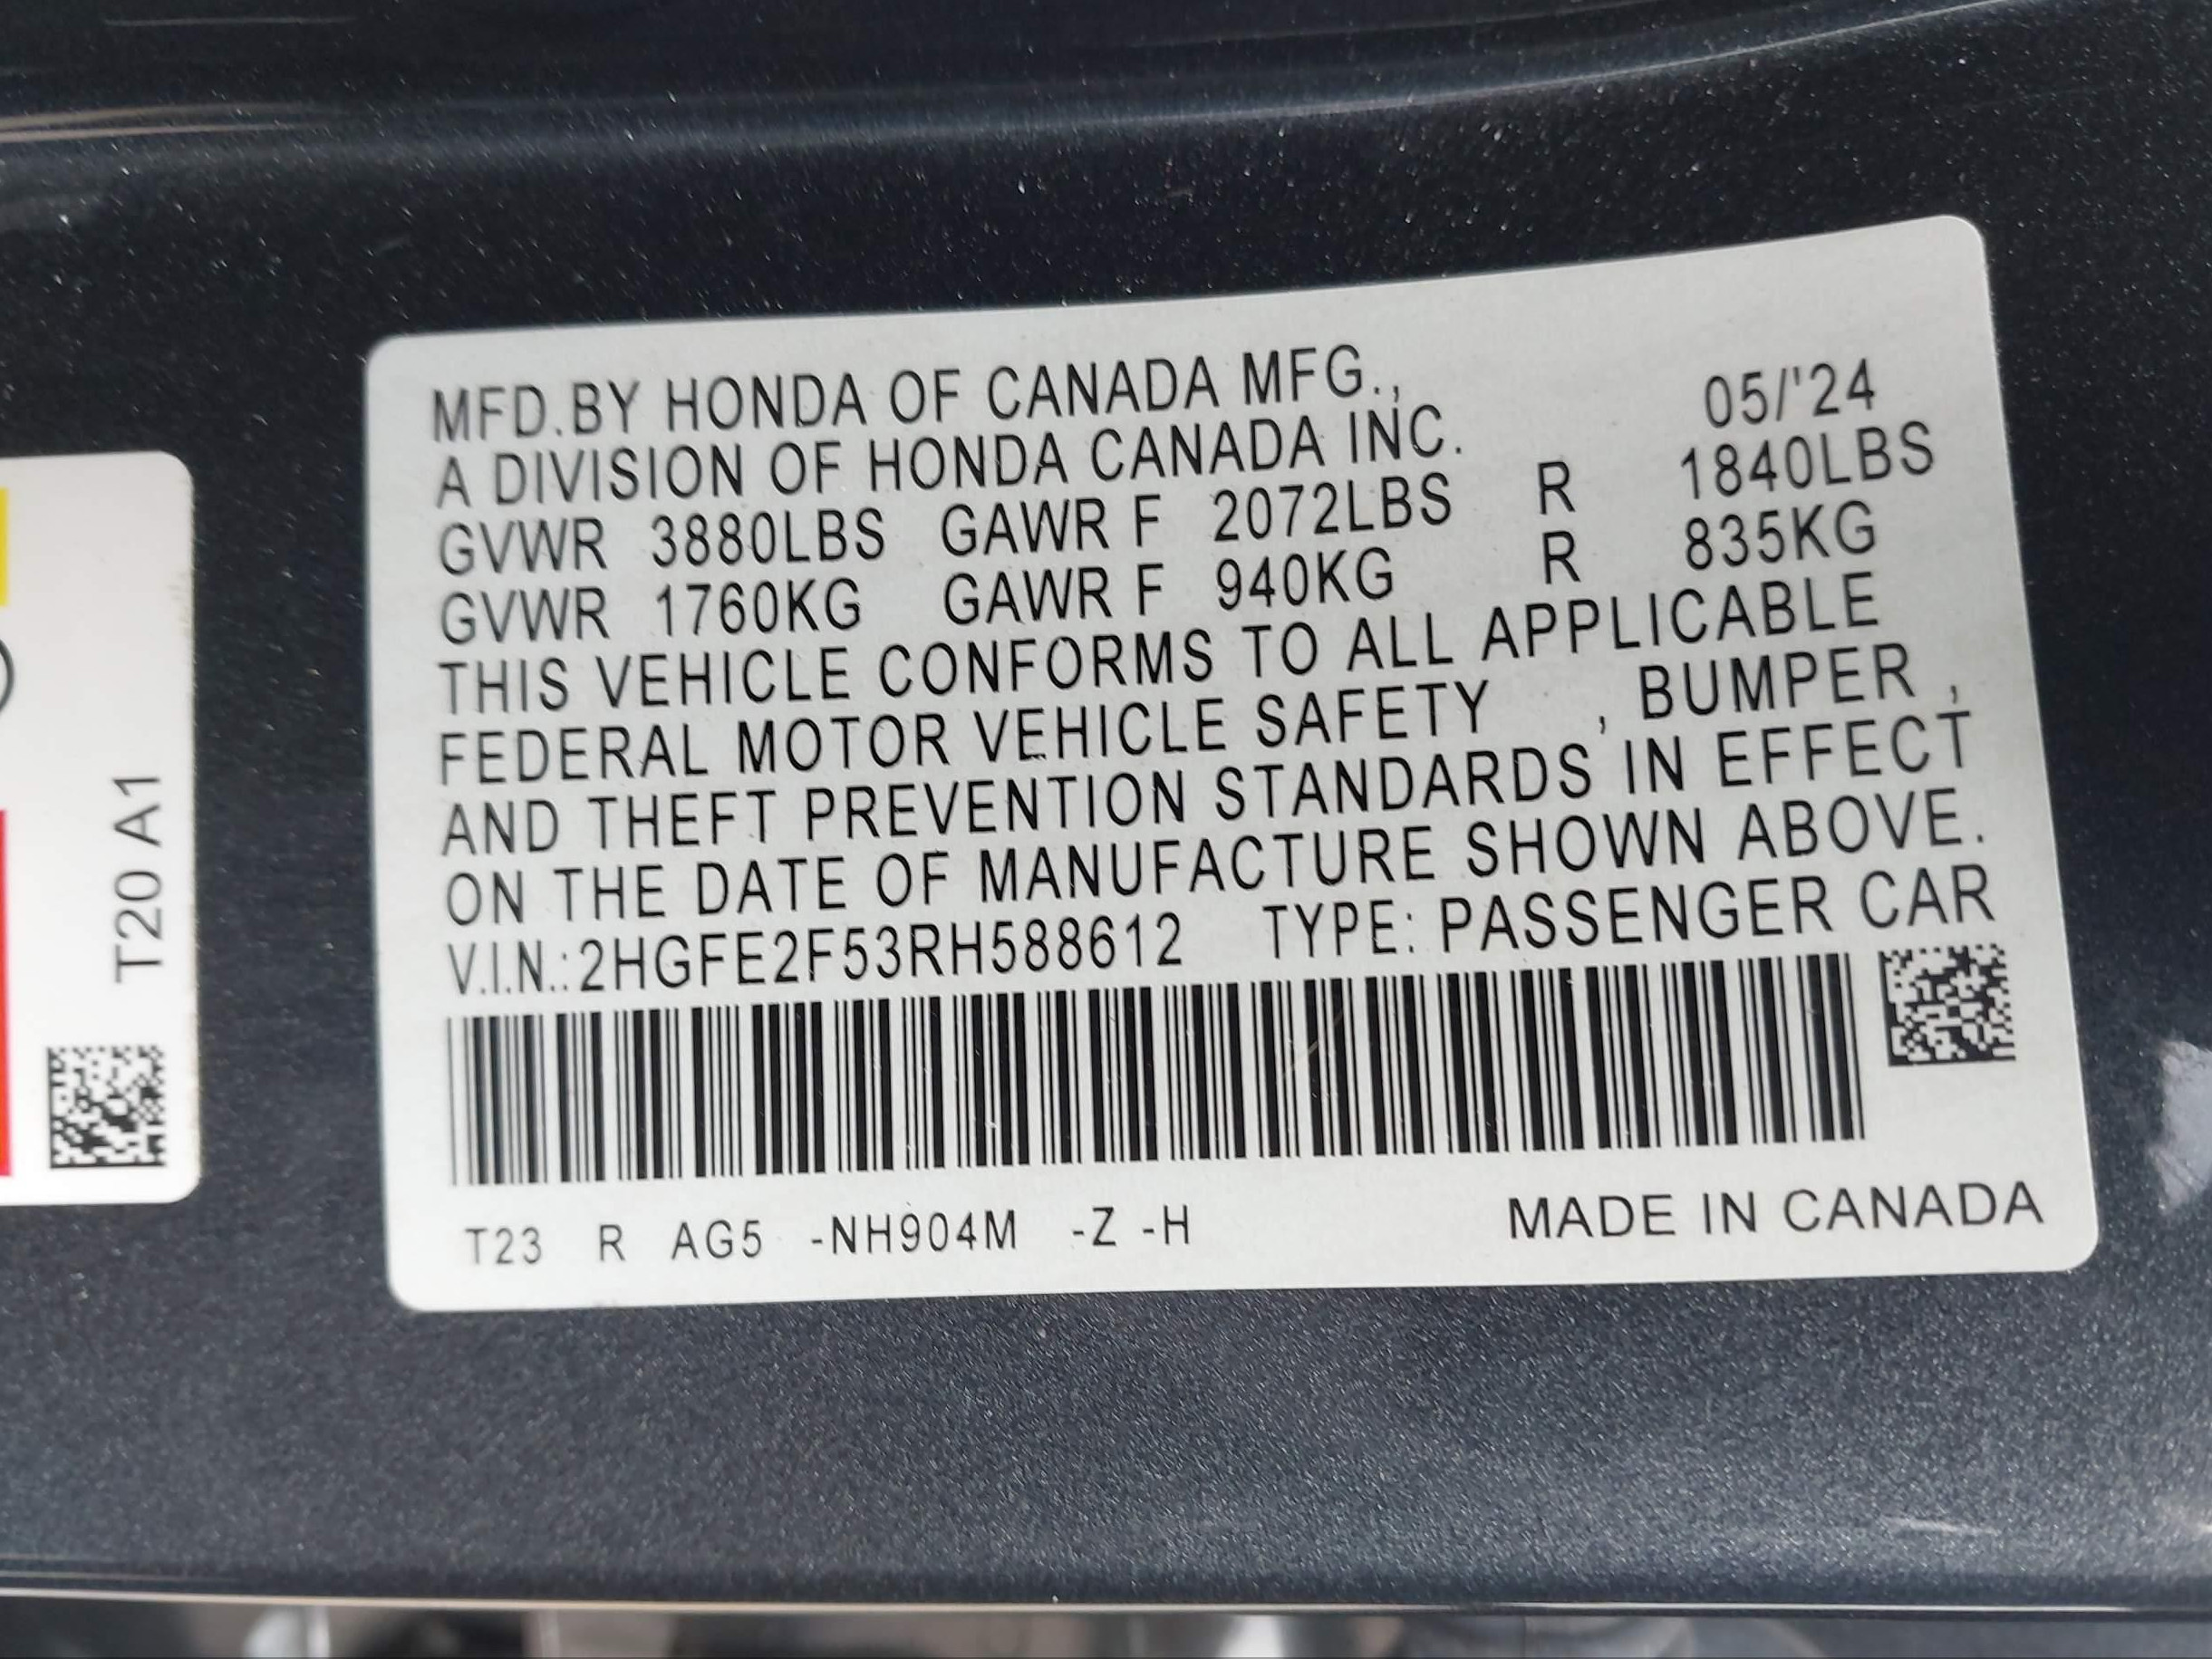 MFD.BY HONDA OF CANADA MFG., 05/'24
A DIVISION OF HONDA CANADA INC.
GVWR 3880LBS GAWR F 2072LBS R 1840LBS
GVWR 1760KG GAWR F 940KG R 835KG
THIS VEHICLE CONFORMS TO ALL APPLICABLE
FEDERAL MOTOR VEHICLE SAFETY , BUMPER ,
AND THEFT PREVENTION STANDARDS IN EFFECT
ON THE DATE OF MANUFACTURE SHOWN ABOVE.
V.I.N.:2HGFE2F53RH588612 TYPE: PASSENGER CAR
T23 R AG5 -NH904M -Z -H MADE IN CANADA
T20 A1